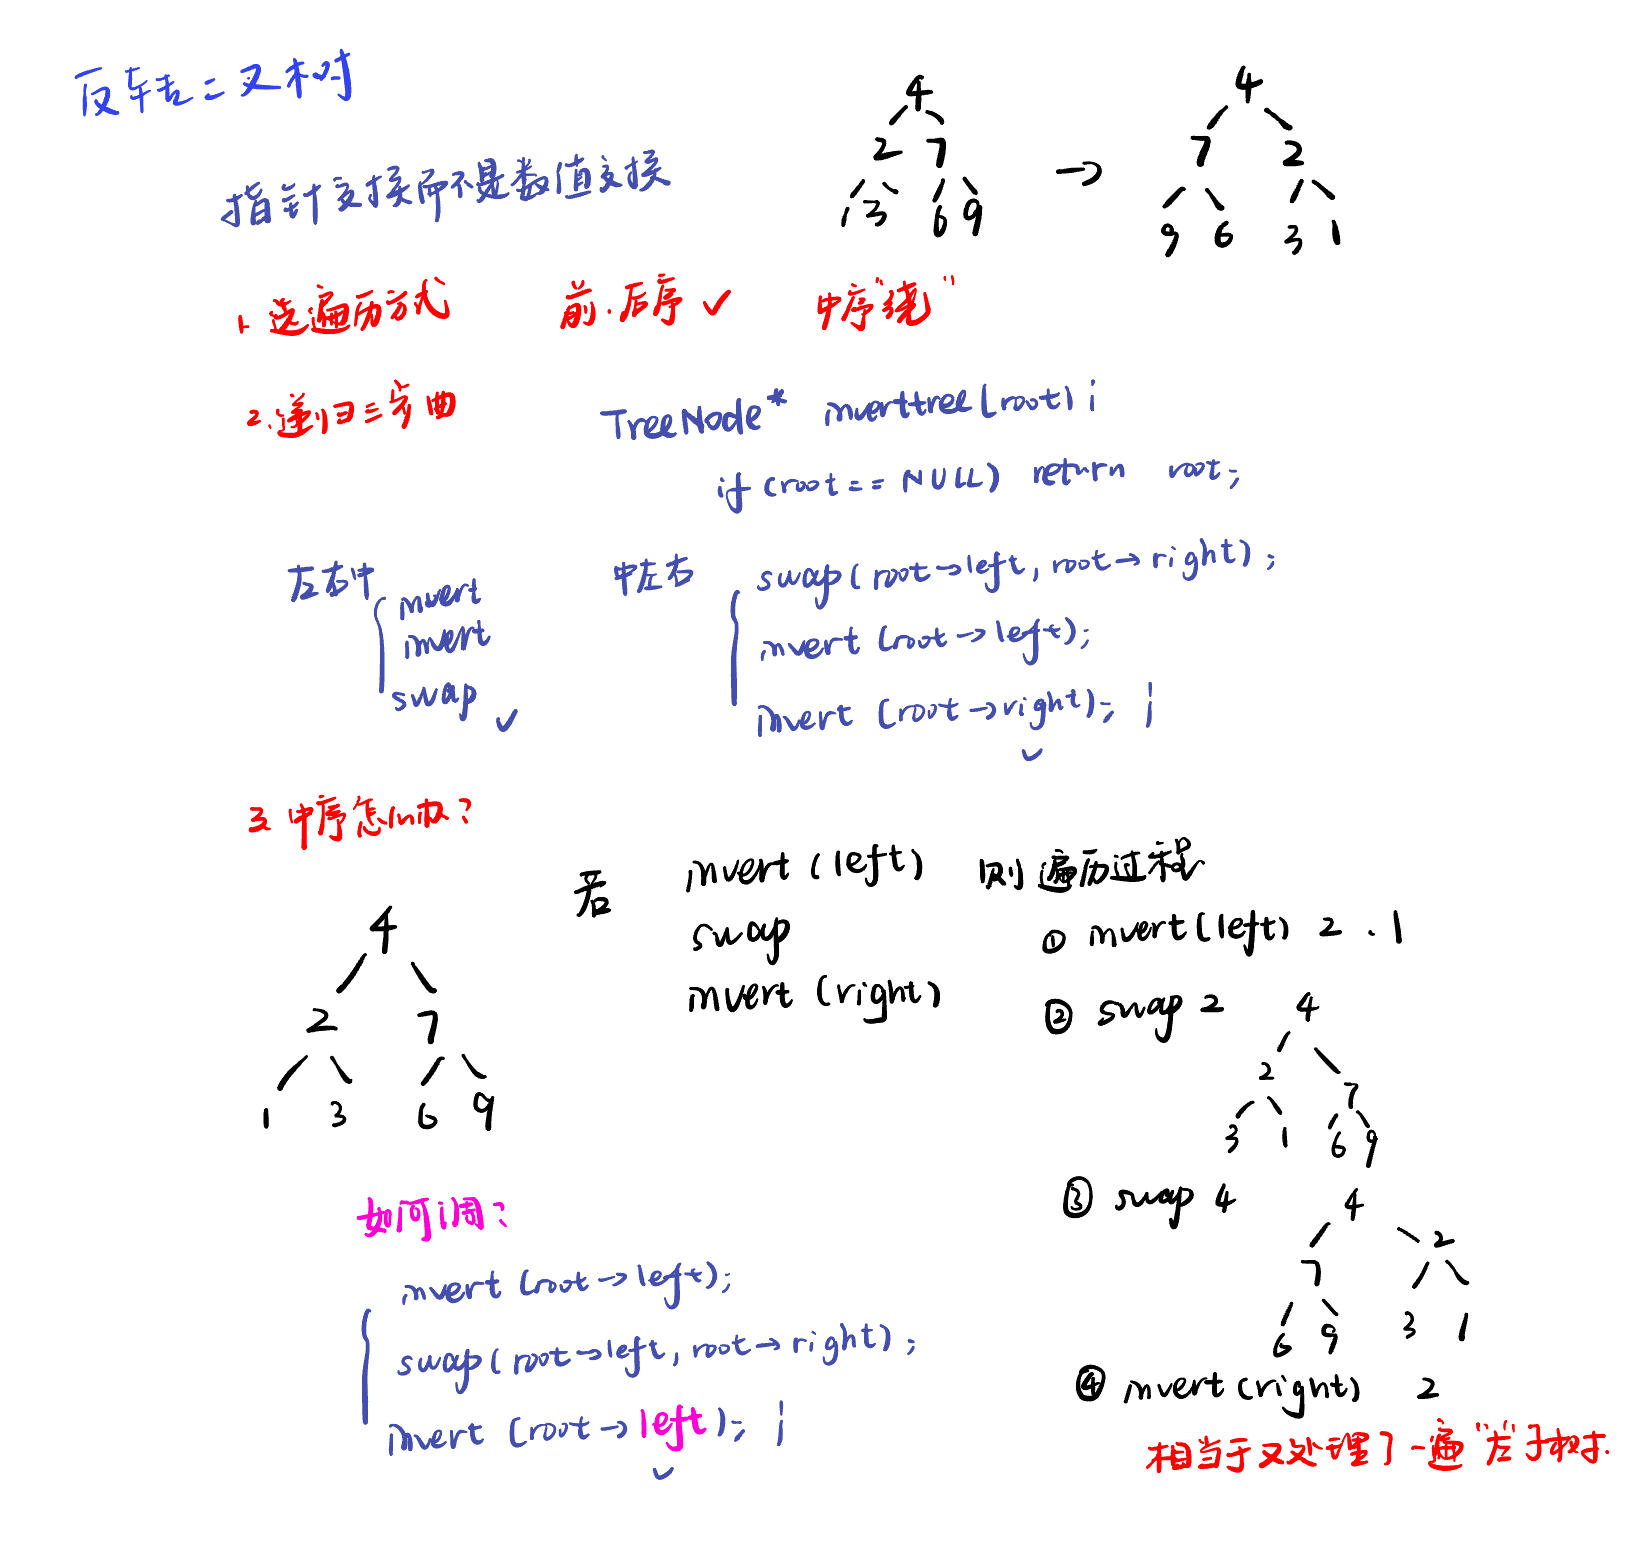 反转二叉树
指针交换而不是数值交换
4
2 7
1 3 6 9
→
4
7 2
9 6 3 1
1. 选遍历方式 前.后序 ✓ 中序"绕"
2. 递归三步曲 TreeNode* inverttree(root) {
if (root == NULL) return root;
左右中
invert
invert
swap ✓
中左右
swap(root→left, root→right);
invert (root→left);
invert (root→right); }
✓
3. 中序怎么办?
4
2 7
1 3 6 9
若
invert (left)
swap
invert (right)
则遍历过程
① invert(left) 2 . 1
② swap 2
4
2
7
3 1 6 9
③ swap 4
4
7 2
6 9 3 1
④ invert(right) 2
相当于又处理了一遍"左"子树.
如何调?
invert (root→left);
swap(root→left, root→right);
invert (root→left); }
✓